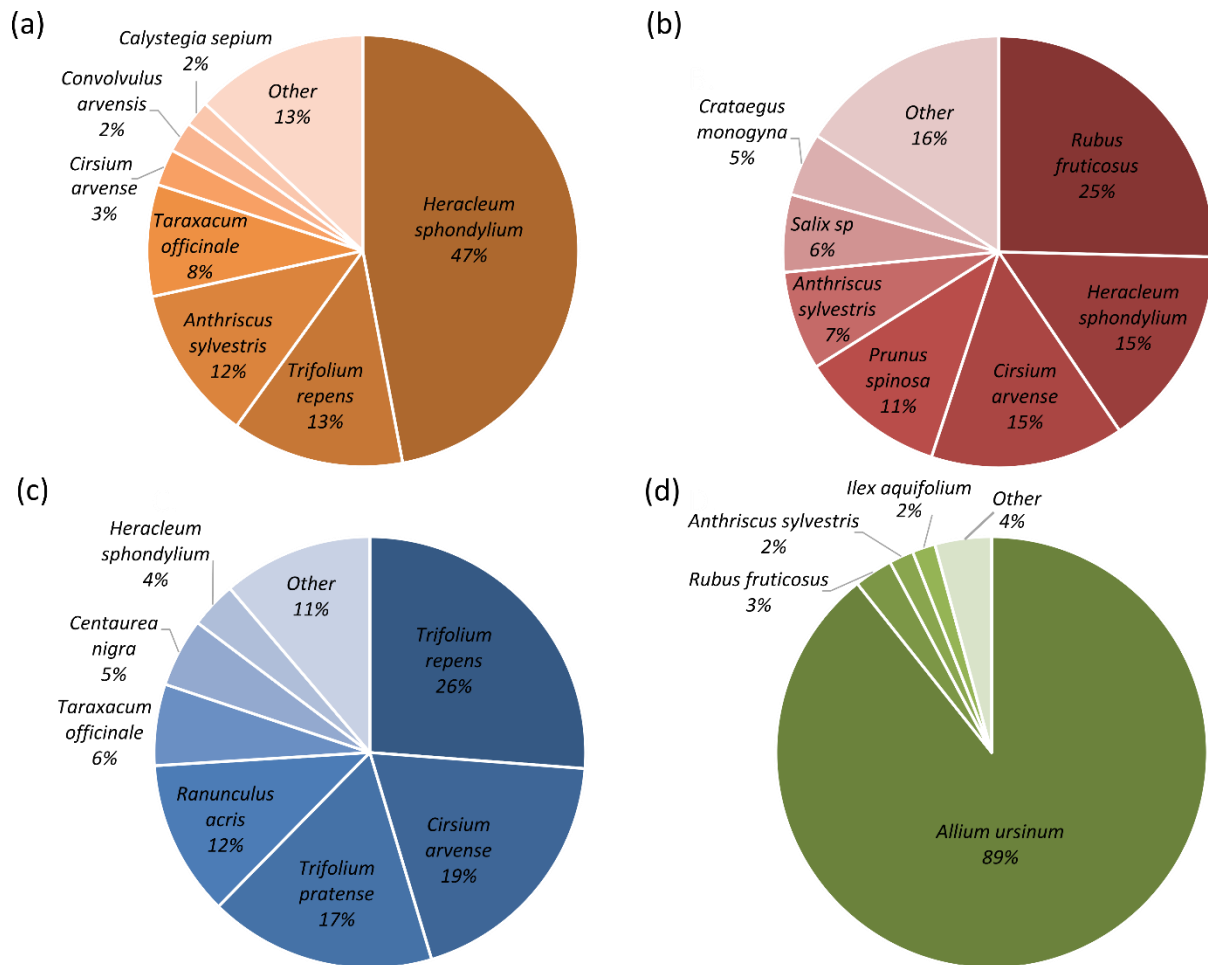 (a)
Calystegia sepium
2%
Convolvulus
arvensis
2%
Cirsium
arvense
3%
Taraxacum
officinale
8%
Anthriscus
sylvestris
12%
Trifolium
repens
13%
Heracleum
sphondylium
47%
Other
13%
(b)
Crataegus
monogyna
5%
Salix sp
6%
Anthriscus
sylvestris
7%
Prunus
spinosa
11%
Cirsium
arvense
15%
Heracleum
sphondylium
15%
Rubus
fruticosus
25%
Other
16%
(c)
Heracleum
sphondylium
4%
Centaurea
nigra
5%
Taraxacum
officinale
6%
Ranunculus
acris
12%
Trifolium
pratense
17%
Cirsium
arvense
19%
Trifolium
repens
26%
Other
11%
(d)
Ilex aquifolium
2%
Other
4%
Anthriscus sylvestris
2%
Rubus fruticosus
3%
Allium ursinum
89%